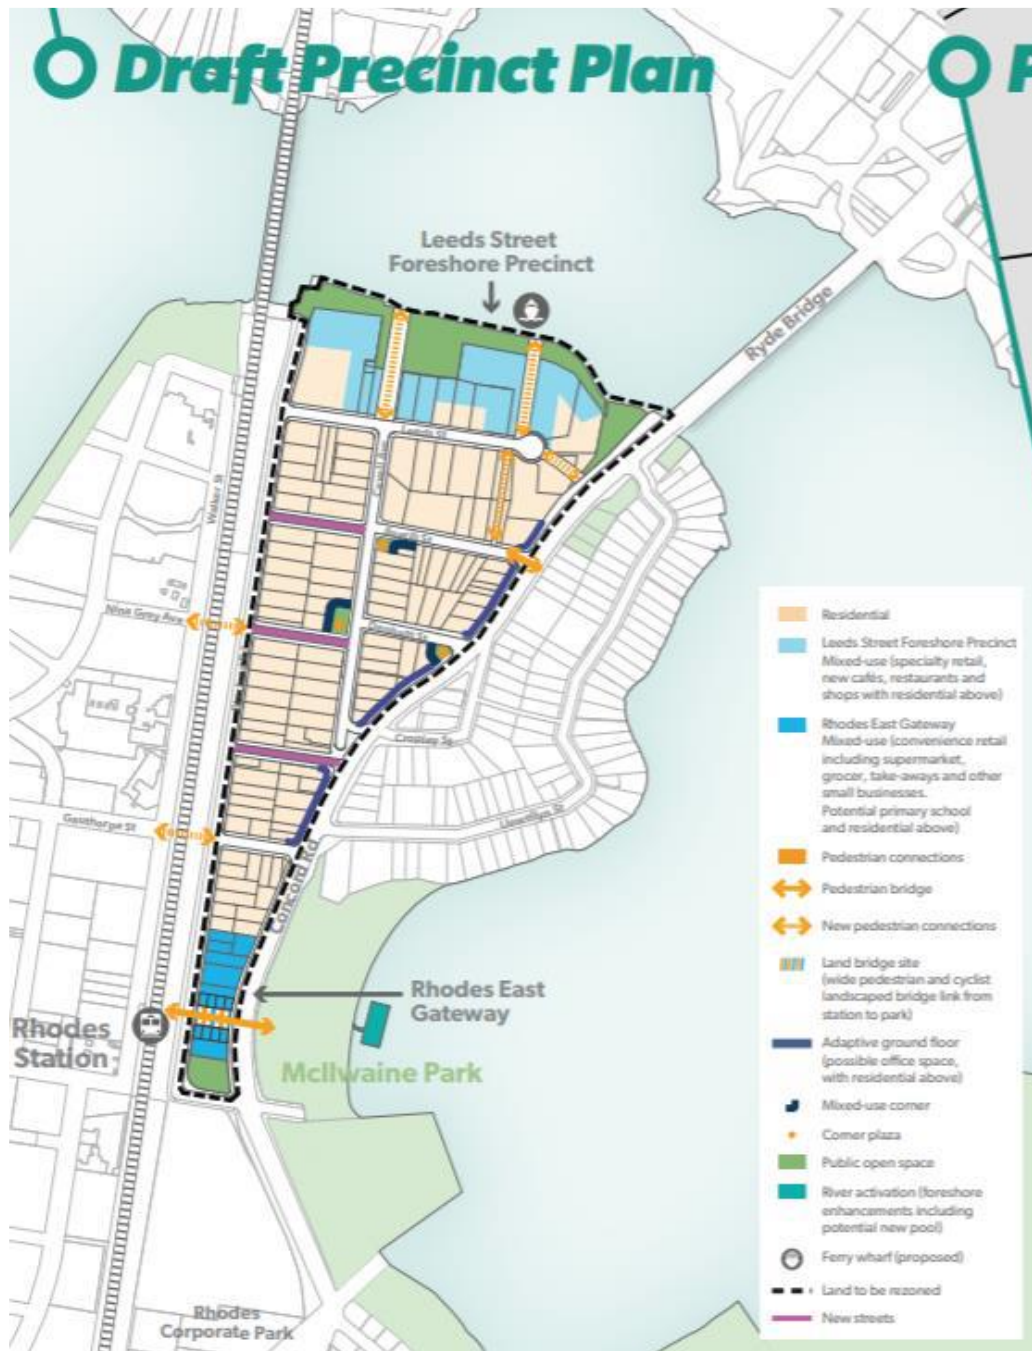 Draft Precinct Plan
P
Leeds Street
Foreshore Precinct
Ryde Bridge
Walker St
Leeds St
Nina Grey Ave
Cropley St
Gauthorpe St
Llewellyn St
Concord Rd
Rhodes East
Gateway
Rhodes
Station
McIlwaine Park
Rhodes
Corporate Park
Residential
Leeds Street Foreshore Precinct
Mixed-use (specialty retail,
new cafés, restaurants and
shops with residential above)
Rhodes East Gateway
Mixed-use (convenience retail
including supermarket,
grocer, take-aways and other
small businesses.
Potential primary school
and residential above)
Pedestrian connections
Pedestrian bridge
New pedestrian connections
Land bridge site
(wide pedestrian and cyclist
landscaped bridge link from
station to park)
Adaptive ground floor
(possible office space,
with residential above)
Mixed-use corner
Corner plaza
Public open space
River activation (foreshore
enhancements including
potential new pool)
Ferry wharf (proposed)
Land to be rezoned
New streets